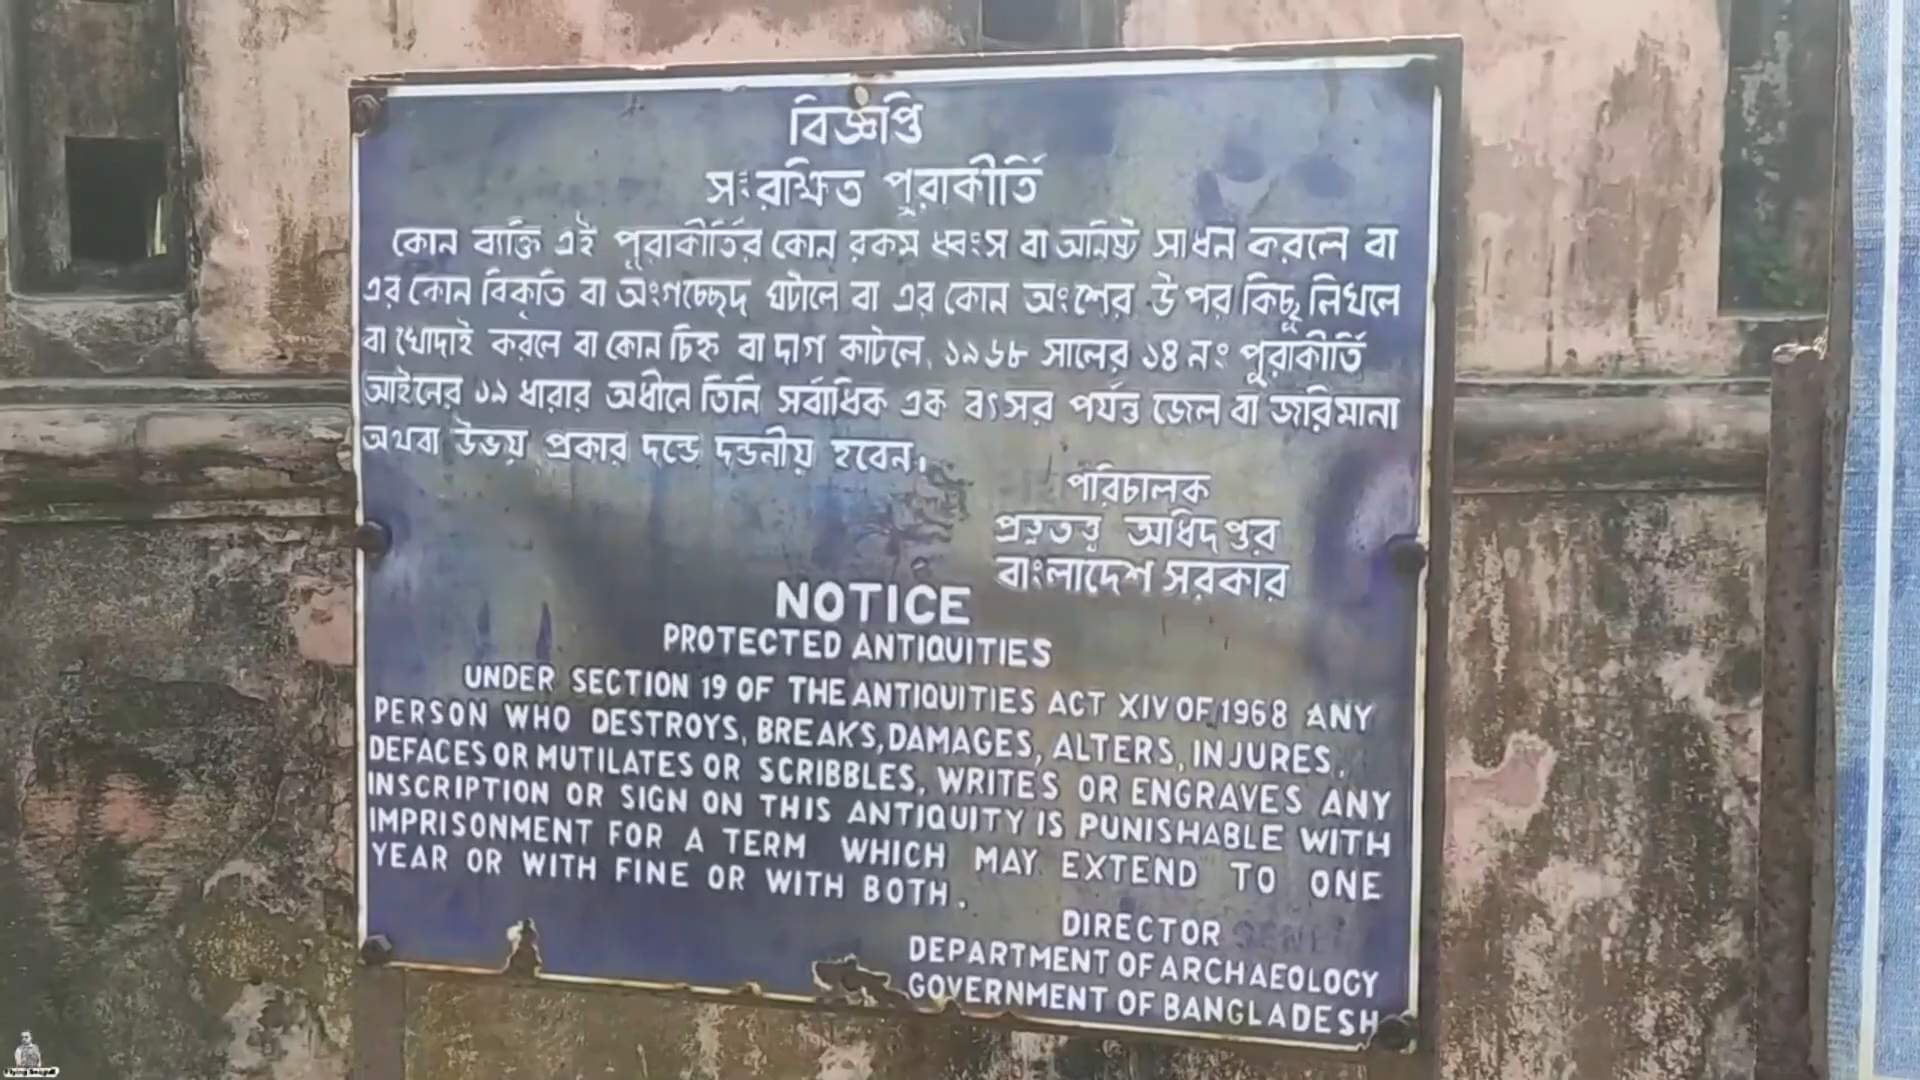 বিজ্ঞপ্তি
সংরক্ষিত পুরাকীর্তি
কোন ব্যক্তি এই পুরাকীর্তির কোন রকম ধ্বংস বা অনিষ্ট সাধন করলে বা
এর কোন বিকৃতি বা অংগচ্ছেদ ঘটালে বা এর কোন অংশের উপর কিছু লিখলে
বা খোদাই করলে বা কোন চিহ্ন বা দাগ কাটলে, ১৯৬৮ সালের ১৪ নং পুরাকীর্তি
আইনের ১৯ ধারার অধীনে তিনি সর্বাধিক এক বৎসর পর্যন্ত জেল বা জরিমানা
অথবা উভয় প্রকার দন্ডে দন্ডনীয় হবেন।
পরিচালক
প্রত্নতত্ত্ব অধিদপ্তর
বাংলাদেশ সরকার
NOTICE
PROTECTED ANTIQUITIES
UNDER SECTION 19 OF THE ANTIQUITIES ACT XIV OF 1968 ANY
PERSON WHO DESTROYS, BREAKS, DAMAGES, ALTERS, INJURES,
DEFACES OR MUTILATES OR SCRIBBLES, WRITES OR ENGRAVES ANY
INSCRIPTION OR SIGN ON THIS ANTIQUITY IS PUNISHABLE WITH
IMPRISONMENT FOR A TERM WHICH MAY EXTEND TO ONE
YEAR OR WITH FINE OR WITH BOTH.
DIRECTOR
DEPARTMENT OF ARCHAEOLOGY
GOVERNMENT OF BANGLADESH